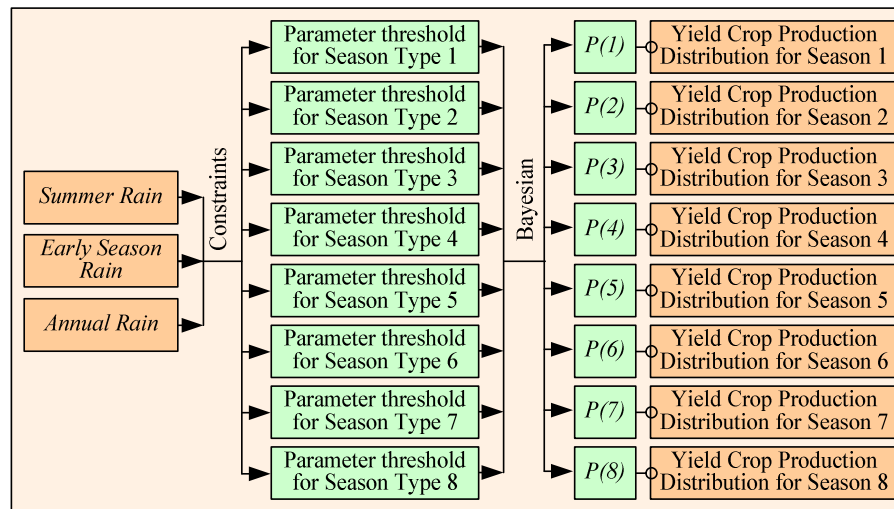 Summer Rain
Early Season
Rain
Annual Rain
Constraints
Parameter threshold
for Season Type 1
Parameter threshold
for Season Type 2
Parameter threshold
for Season Type 3
Parameter threshold
for Season Type 4
Parameter threshold
for Season Type 5
Parameter threshold
for Season Type 6
Parameter threshold
for Season Type 7
Parameter threshold
for Season Type 8
Bayesian
P(1)
P(2)
P(3)
P(4)
P(5)
P(6)
P(7)
P(8)
Yield Crop Production
Distribution for Season 1
Yield Crop Production
Distribution for Season 2
Yield Crop Production
Distribution for Season 3
Yield Crop Production
Distribution for Season 4
Yield Crop Production
Distribution for Season 5
Yield Crop Production
Distribution for Season 6
Yield Crop Production
Distribution for Season 7
Yield Crop Production
Distribution for Season 8